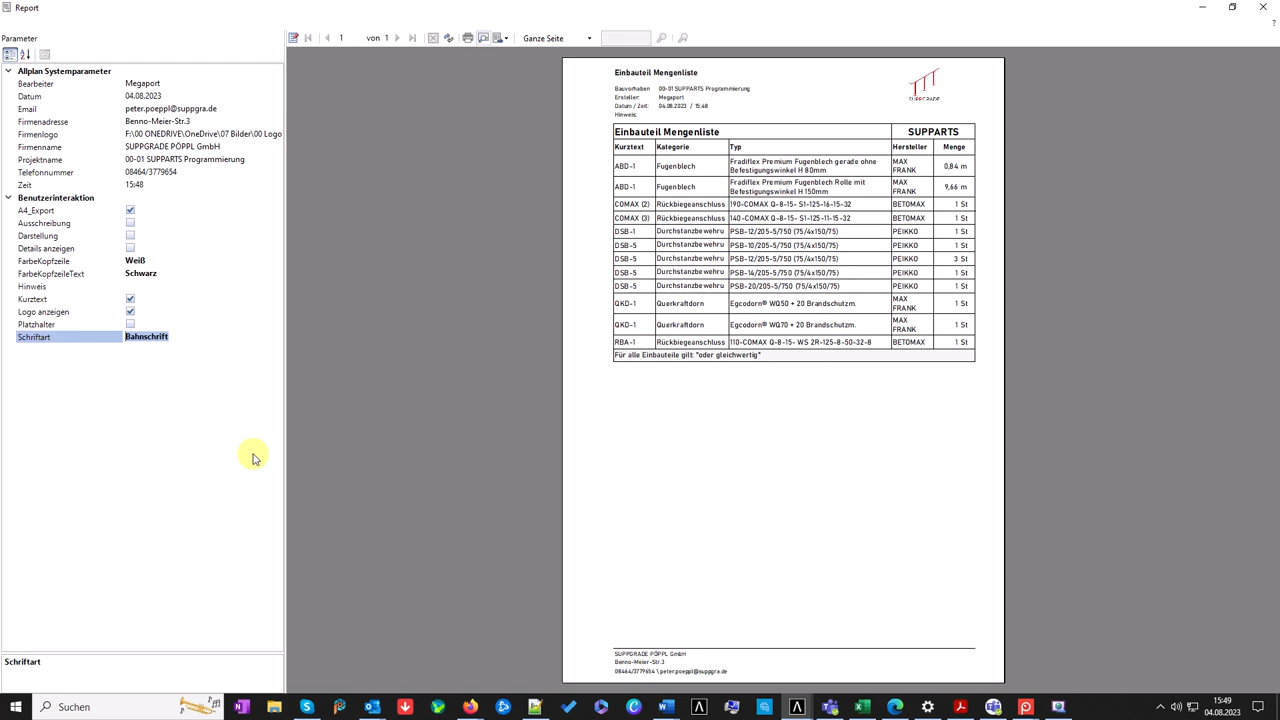 Report
?
Parameter
1 von 1 Ganze Seite
Allplan Systemparameter
Bearbeiter Megaport
Datum 04.08.2023
Email peter.poeppl@suppgra.de
Firmenadresse Benno-Meier-Str.3
Firmenlogo F:\00 ONEDRIVE\OneDrive\07 Bilder\00 Logo
Firmenname SUPPGRADE PÖPPL GmbH
Projektname 00-01 SUPPARTS Programmierung
Telefonnummer 08464/3779654
Zeit 15:48
Benutzerinteraktion
A4_Export
Ausschreibung
Darstellung
Details anzeigen
FarbeKopfzeile Weiß
FarbeKopfzeileText Schwarz
Hinweis
Kurztext
Logo anzeigen
Platzhalter
Schriftart Bahnschrift
Einbauteil Mengenliste
Bauvorhaben 00-01 SUPPARTS Programmierung
Ersteller: Megaport
Datum / Zeit: 04.08.2023 / 15:48
Hinweis:
SUPPGRADE
Einbauteil Mengenliste SUPPARTS
Kurztext Kategorie Typ Hersteller Menge
ABD-1 Fugenblech Fradiflex Premium Fugenblech gerade ohne Befestigungswinkel H 80mm MAX FRANK 0,84 m
ABD-1 Fugenblech Fradiflex Premium Fugenblech Rolle mit Befestigungswinkel H 150mm MAX FRANK 9,66 m
COMAX (2) Rückbiegeanschluss 190-COMAX Q-8-15- S1-125-16-15-32 BETOMAX 1 St
COMAX (3) Rückbiegeanschluss 140-COMAX Q-8-15- S1-125-11-15-32 BETOMAX 1 St
DSB-1 Durchstanzbewehru PSB-12/205-5/750 (75/4x150/75) PEIKKO 1 St
DSB-5 Durchstanzbewehru PSB-10/205-5/750 (75/4x150/75) PEIKKO 1 St
DSB-5 Durchstanzbewehru PSB-12/205-5/750 (75/4x150/75) PEIKKO 3 St
DSB-5 Durchstanzbewehru PSB-14/205-5/750 (75/4x150/75) PEIKKO 1 St
DSB-5 Durchstanzbewehru PSB-20/205-5/750 (75/4x150/75) PEIKKO 1 St
QKD-1 Querkraftdorn Egcodorn® WQ50 + 20 Brandschutzm. MAX FRANK 1 St
QKD-1 Querkraftdorn Egcodorn® WQ70 + 20 Brandschutzm. MAX FRANK 1 St
RBA-1 Rückbiegeanschluss 110-COMAX Q-8-15- WS 2R-125-8-50-32-8 BETOMAX 1 St
Für alle Einbauteile gilt: "oder gleichwertig"
SUPPGRADE PÖPPL GmbH
Benno-Meier-Str.3
08464/3779654 \ peter.poeppl@suppgra.de
Schriftart
Suchen
15:49
04.08.2023